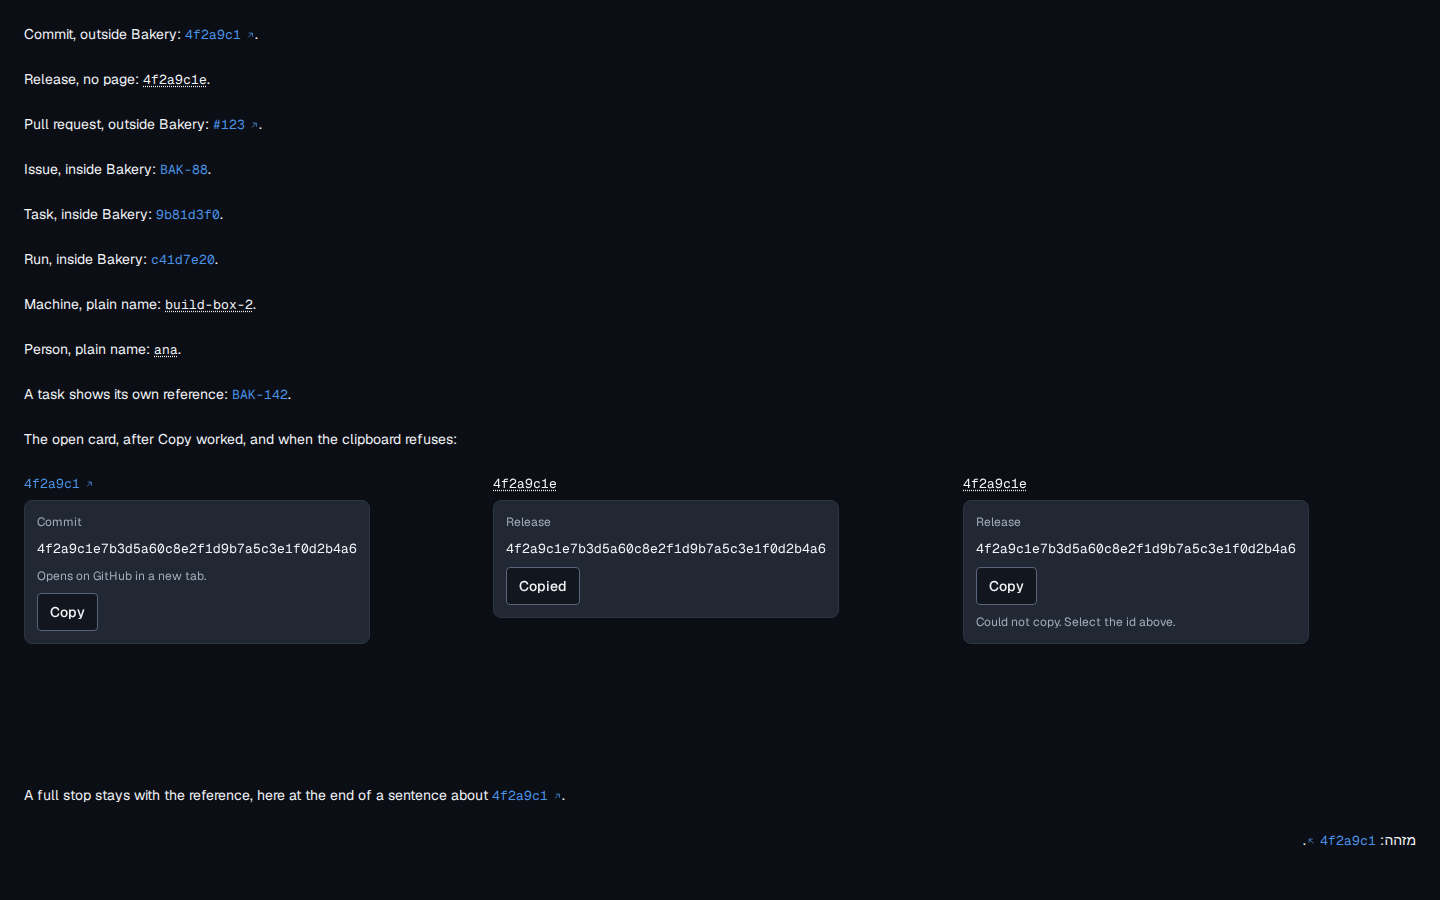 Commit, outside Bakery: 4f2a9c1 ↗.
Release, no page: 4f2a9c1e.
Pull request, outside Bakery: #123 ↗.
Issue, inside Bakery: BAK-88.
Task, inside Bakery: 9b81d3f0.
Run, inside Bakery: c41d7e20.
Machine, plain name: build-box-2.
Person, plain name: ana.
A task shows its own reference: BAK-142.
The open card, after Copy worked, and when the clipboard refuses:
4f2a9c1 ↗
Commit
4f2a9c1e7b3d5a60c8e2f1d9b7a5c3e1f0d2b4a6
Opens on GitHub in a new tab.
Copy
4f2a9c1e
Release
4f2a9c1e7b3d5a60c8e2f1d9b7a5c3e1f0d2b4a6
Copied
4f2a9c1e
Release
4f2a9c1e7b3d5a60c8e2f1d9b7a5c3e1f0d2b4a6
Copy
Could not copy. Select the id above.
A full stop stays with the reference, here at the end of a sentence about 4f2a9c1 ↗.
מזהה: 4f2a9c1 ↖.